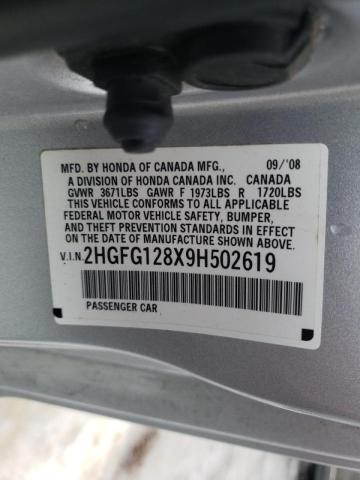 MFD. BY HONDA OF CANADA MFG., 09/'08
A DIVISION OF HONDA CANADA INC. CANADA
GVWR 3671LBS GAWR F 1973LBS R 1720LBS
THIS VEHICLE CONFORMS TO ALL APPLICABLE
FEDERAL MOTOR VEHICLE SAFETY, BUMPER,
AND THEFT PREVENTION STANDARDS IN EFFECT
ON THE DATE OF MANUFACTURE SHOWN ABOVE.
V.I.N. 2HGFG128X9H502619
PASSENGER CAR